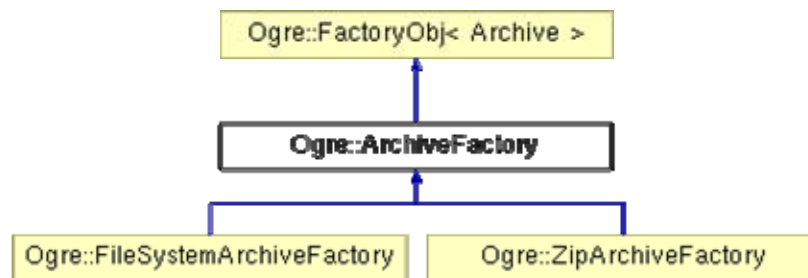 Ogre::FactoryObj< Archive >
Ogre::ArchiveFactory
Ogre::FileSystemArchiveFactory
Ogre::ZipArchiveFactory